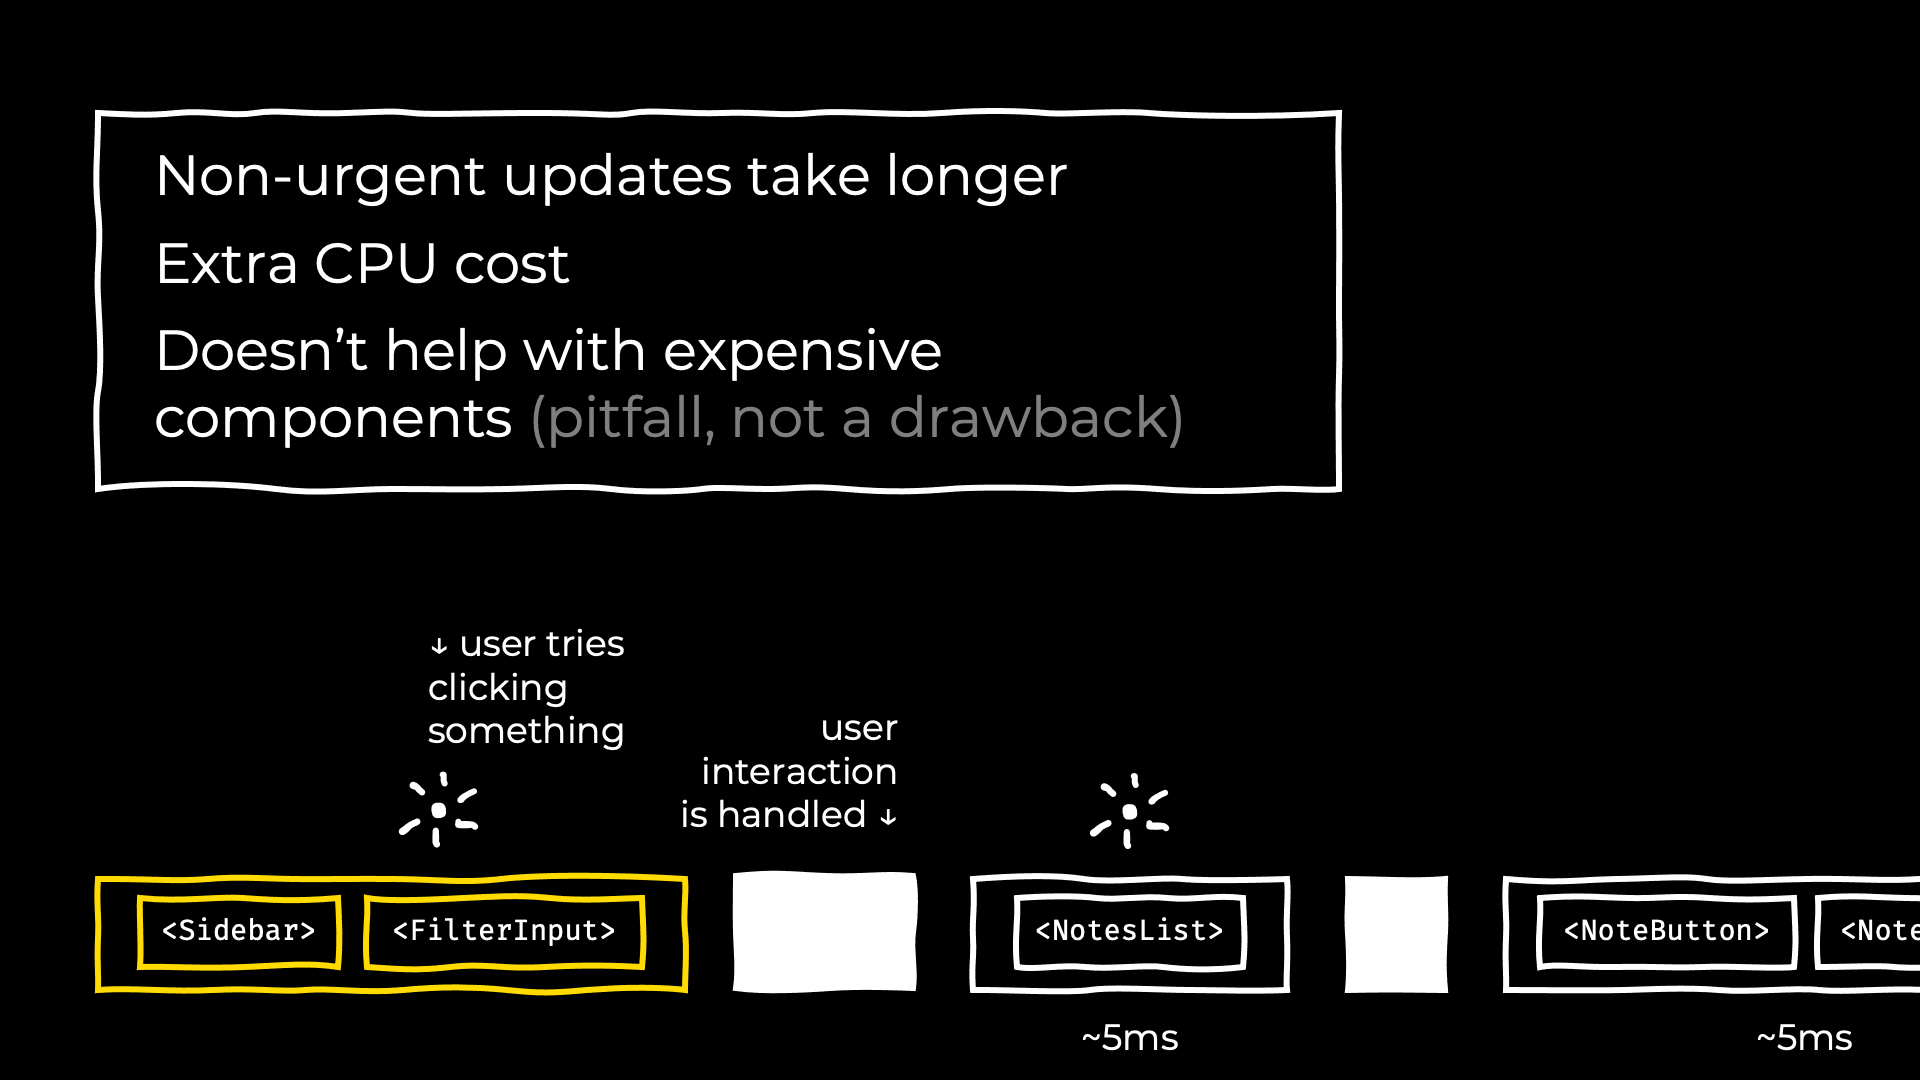 Non-urgent updates take longer
Extra CPU cost
Doesn’t help with expensive
components (pitfall, not a drawback)
↓ user tries
clicking
something
user
interaction
is handled ↓
<Sidebar>
<FilterInput>
<NotesList>
<NoteButton>
<Note
~5ms
~5ms